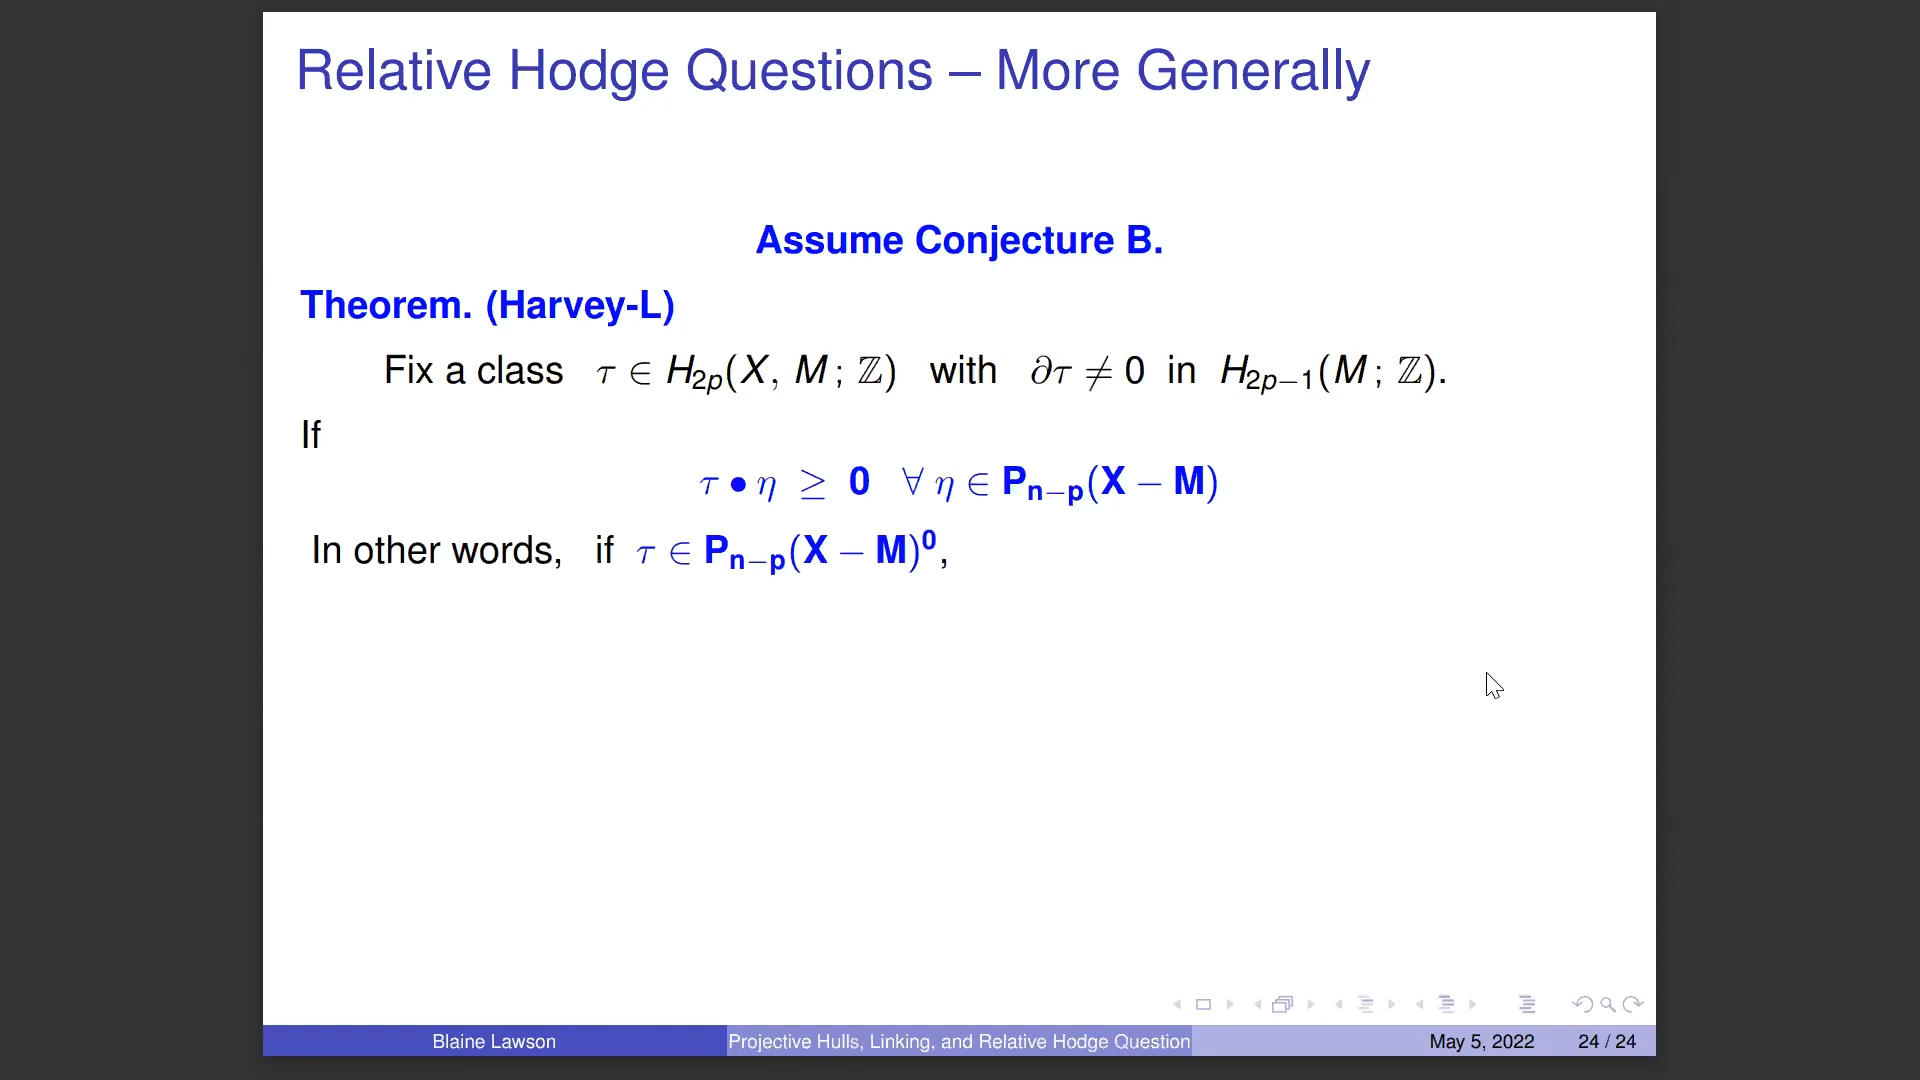 Relative Hodge Questions – More Generally
Assume Conjecture B.
Theorem. (Harvey-L)
Fix a class τ ∈ H₂ₚ(X, M ; ℤ) with ∂τ ≠ 0 in H₂ₚ₋₁(M ; ℤ).
If
τ • η ≥ 0 ∀ η ∈ Pₙ₋ₚ(X − M)
In other words, if τ ∈ Pₙ₋ₚ(X − M)⁰,
Blaine Lawson Projective Hulls, Linking, and Relative Hodge Question May 5, 2022 24 / 24